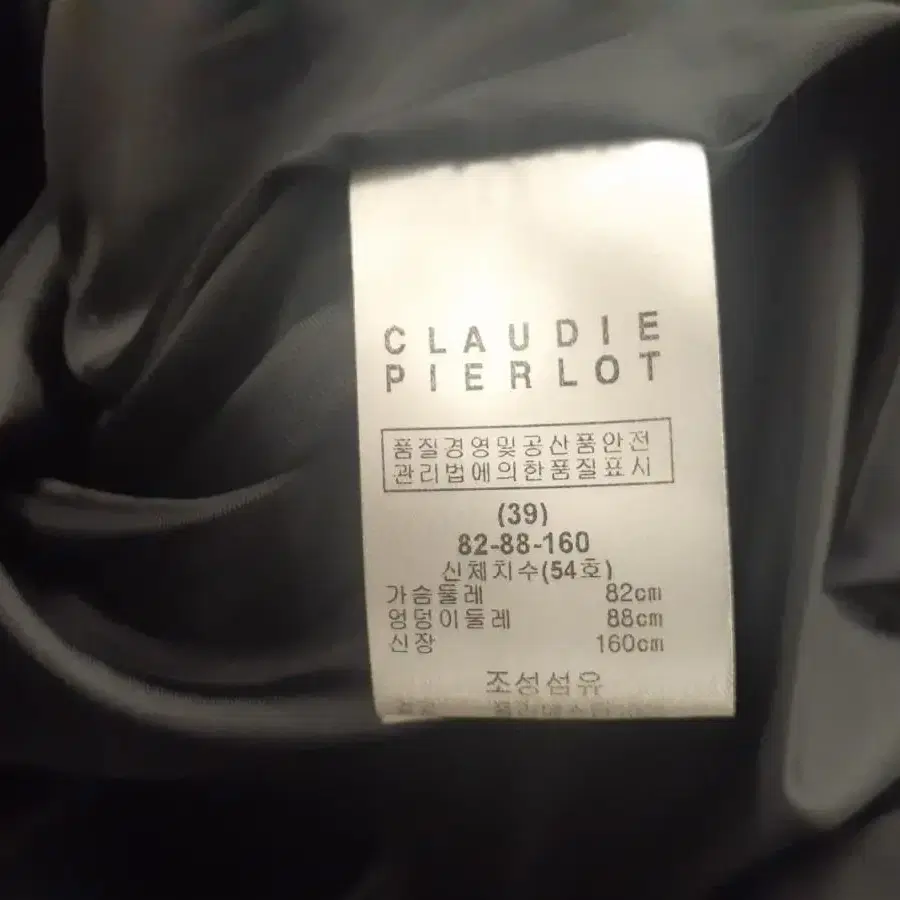 CLAUDIE
PIERLOT
품질경영및공산품안전
관리법에의한품질표시
(39)
82-88-160
신체치수(54호)
가슴둘레 82cm
엉덩이둘레 88cm
신장 160cm
조성섬유